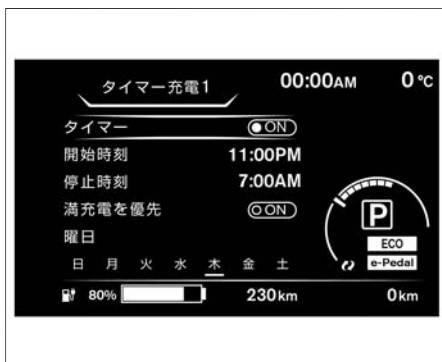 タイマー充電1 00:00AM 0℃
タイマー ON
開始時刻 11:00PM
停止時刻 7:00AM
満充電を優先 ON
P
曜日
ECO
日 月 火 水 木 金 土
e-Pedal
80% 230km 0km